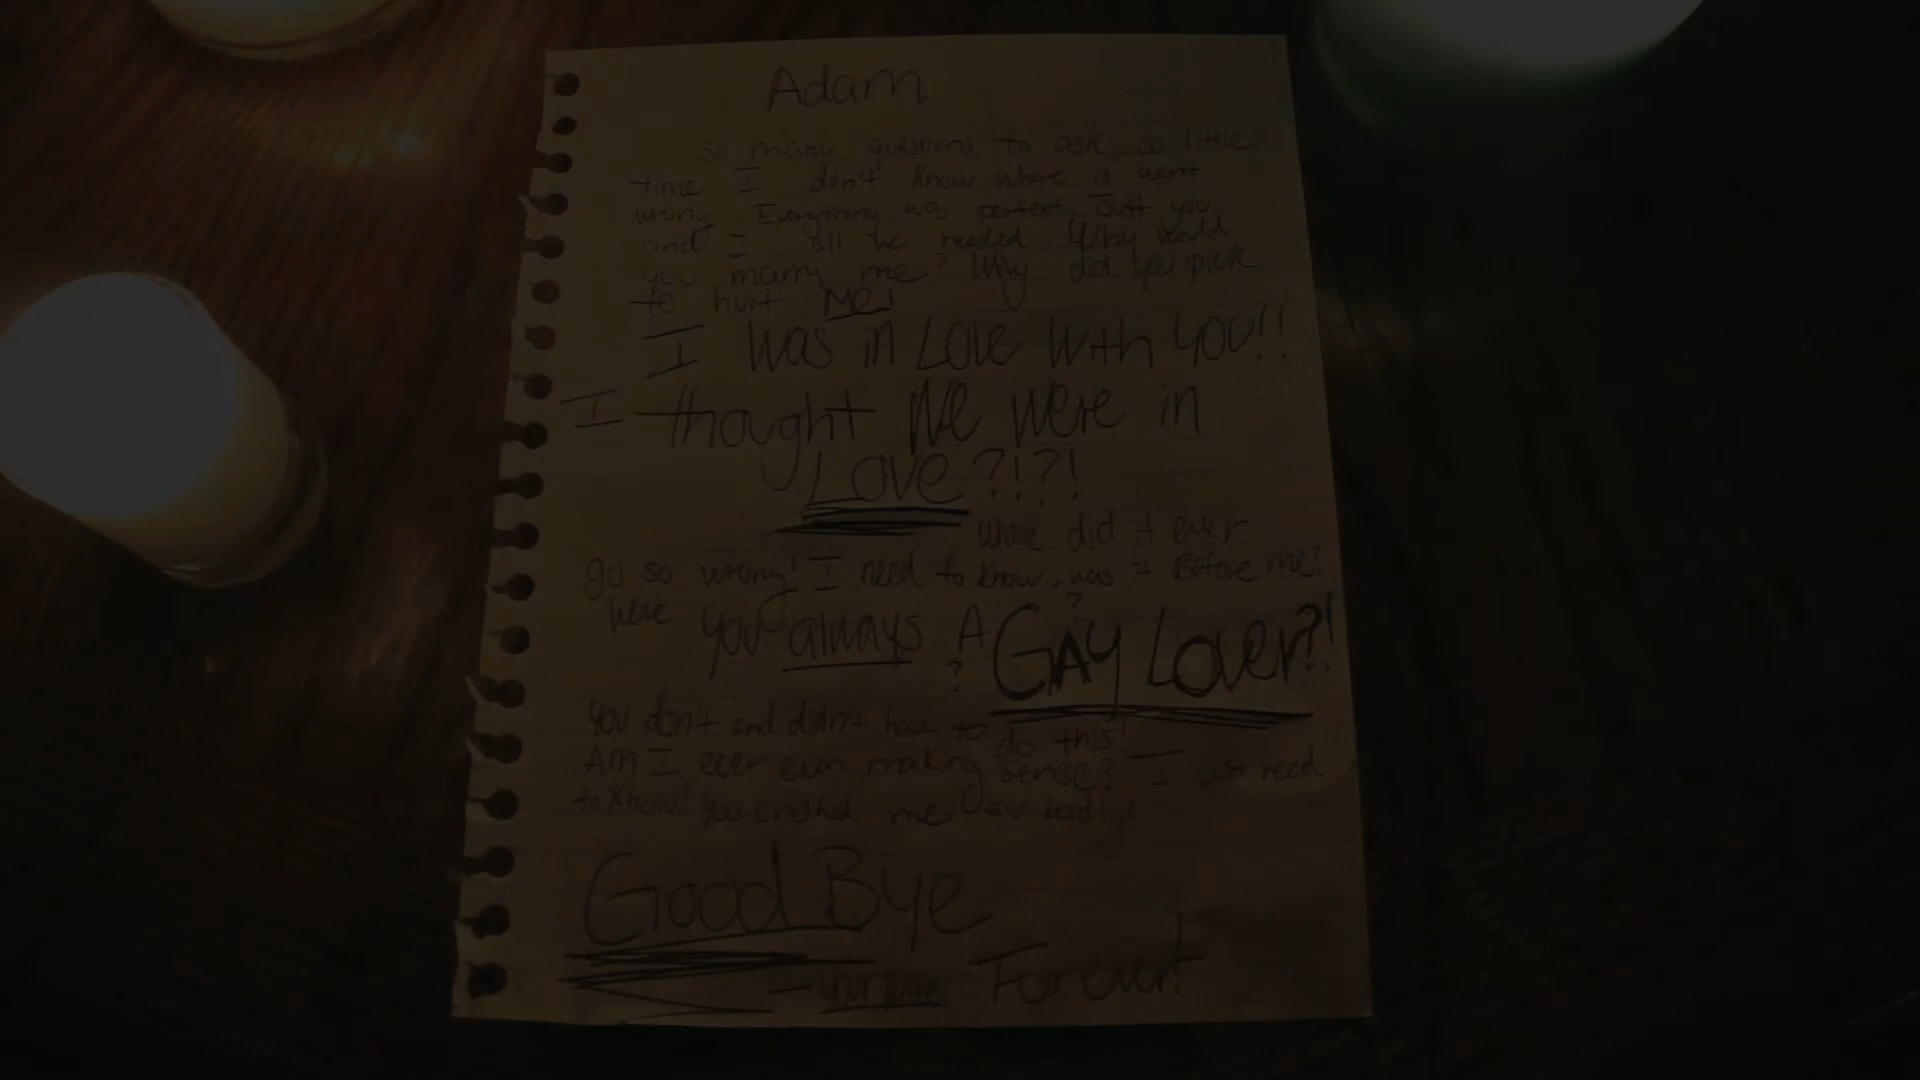 Adam
so many questions to ask, so little
time I don't know where it went
wrong. Everything was perfect. Just you
and I, all we needed. Why would
you marry me? Why did you pick
to hurt ME!
I was in Love with you!!
I thought WE were in
Love?!?!
where did it ever
go so wrong! I need to know. was it Before me?
were you always A GAY Lover?!
? ?
You don't and didn't have to do this!
AM I ever even making sense? I just need
to know! You crushed me so badly!
Good Bye
Forever!
- your wife